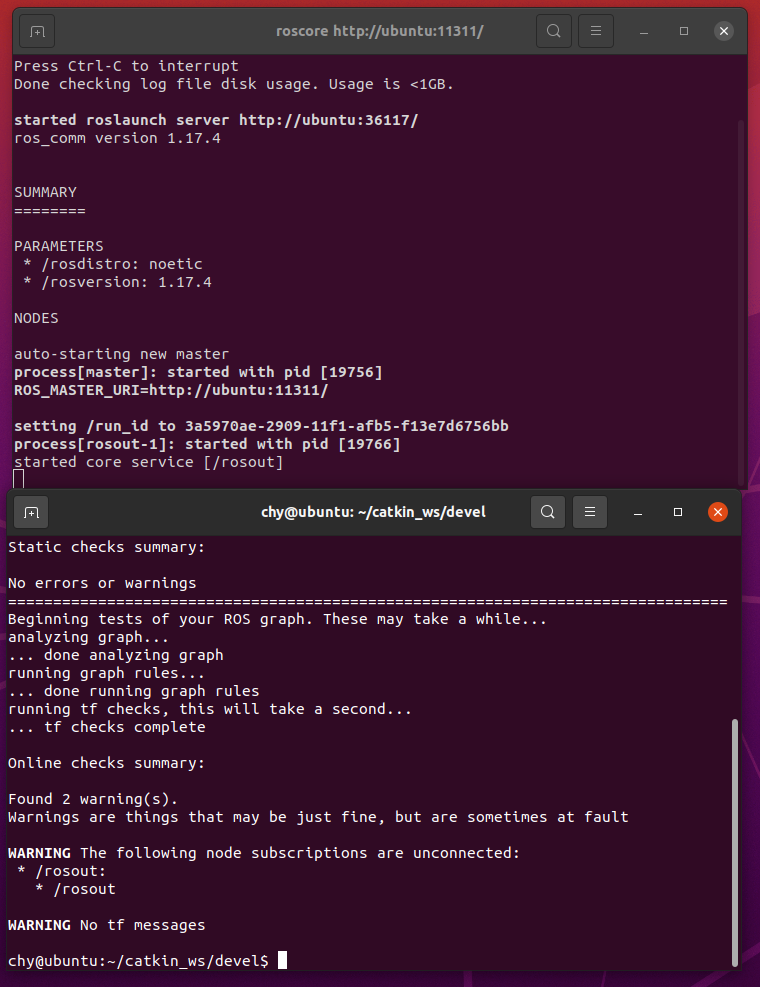 roscore http://ubuntu:11311/
Press Ctrl-C to interrupt
Done checking log file disk usage. Usage is <1GB.
started roslaunch server http://ubuntu:36117/
ros_comm version 1.17.4
SUMMARY
========
PARAMETERS
 * /rosdistro: noetic
 * /rosversion: 1.17.4
NODES
auto-starting new master
process[master]: started with pid [19756]
ROS_MASTER_URI=http://ubuntu:11311/
setting /run_id to 3a5970ae-2909-11f1-afb5-f13e7d6756bb
process[rosout-1]: started with pid [19766]
started core service [/rosout]
chy@ubuntu: ~/catkin_ws/devel
Static checks summary:
No errors or warnings
================================================================================
Beginning tests of your ROS graph. These may take a while...
analyzing graph...
... done analyzing graph
running graph rules...
... done running graph rules
running tf checks, this will take a second...
... tf checks complete
Online checks summary:
Found 2 warning(s).
Warnings are things that may be just fine, but are sometimes at fault
WARNING The following node subscriptions are unconnected:
 * /rosout:
   * /rosout
WARNING No tf messages
chy@ubuntu:~/catkin_ws/devel$